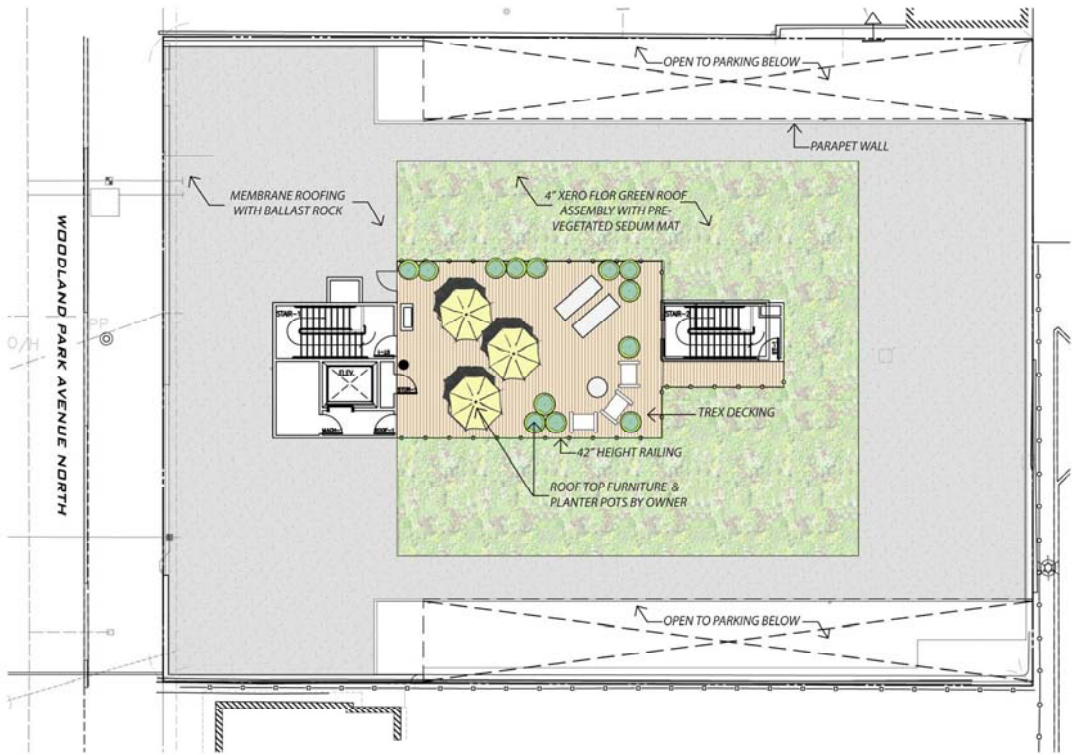 OPEN TO PARKING BELOW
PARAPET WALL
MEMBRANE ROOFING
WITH BALLAST ROCK
4" XERO FLOR GREEN ROOF
ASSEMBLY WITH PRE-
VEGETATED SEDUM MAT
WOODLAND PARK AVENUE NORTH
PP
O/H
STAIR-1
STAIR-2
ELEV.
TREX DECKING
42" HEIGHT RAILING
ROOF TOP FURNITURE &
PLANTER POTS BY OWNER
OPEN TO PARKING BELOW